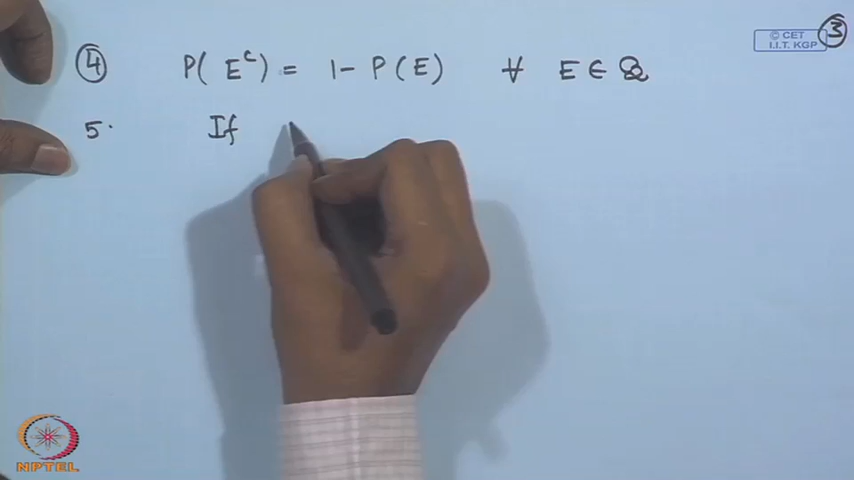 © CET
I.I.T. KGP
3
4 P(E^c) = 1 - P(E) ∀ E ∈ 
5. If
NPTEL